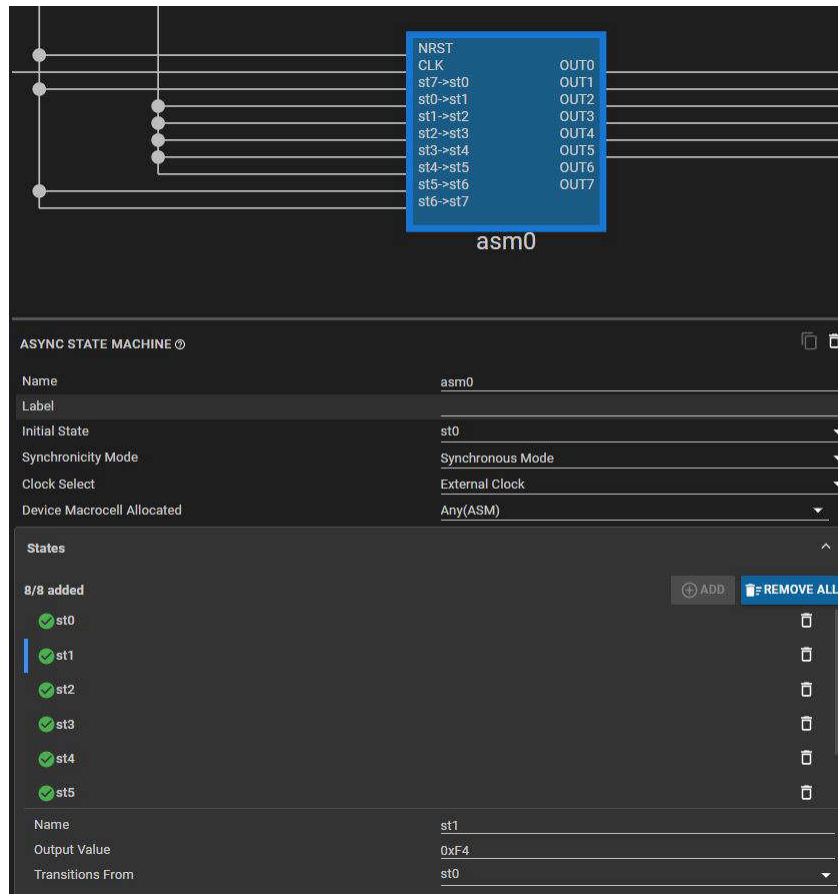 NRST
CLK OUT0
st7->st0 OUT1
st0->st1 OUT2
st1->st2 OUT3
st2->st3 OUT4
st3->st4 OUT5
st4->st5 OUT6
st5->st6 OUT7
st6->st7
asm0
ASYNC STATE MACHINE
Name asm0
Label
Initial State st0
Synchronicity Mode Synchronous Mode
Clock Select External Clock
Device Macrocell Allocated Any(ASM)
States
8/8 added ADD REMOVE ALL
st0
st1
st2
st3
st4
st5
Name st1
Output Value 0xF4
Transitions From st0